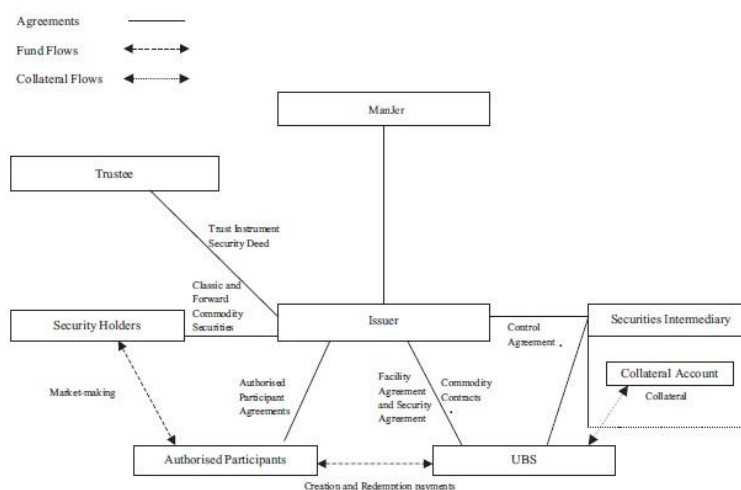 Agreements
Fund Flows
Collateral Flows
ManJer
Trustee
Trust Instrument
Security Deed
Classic and
Forward
Commodity
Securities
Security Holders
Issuer
Securities Intermediary
Control
Agreement
Collateral Account
Collateral
Market-making
Authorised
Participant
Agreements
Facility
Agreement
and Security
Agreement
Commodity
Contracts
Authorised Participants
UBS
Creation and Redemption payments